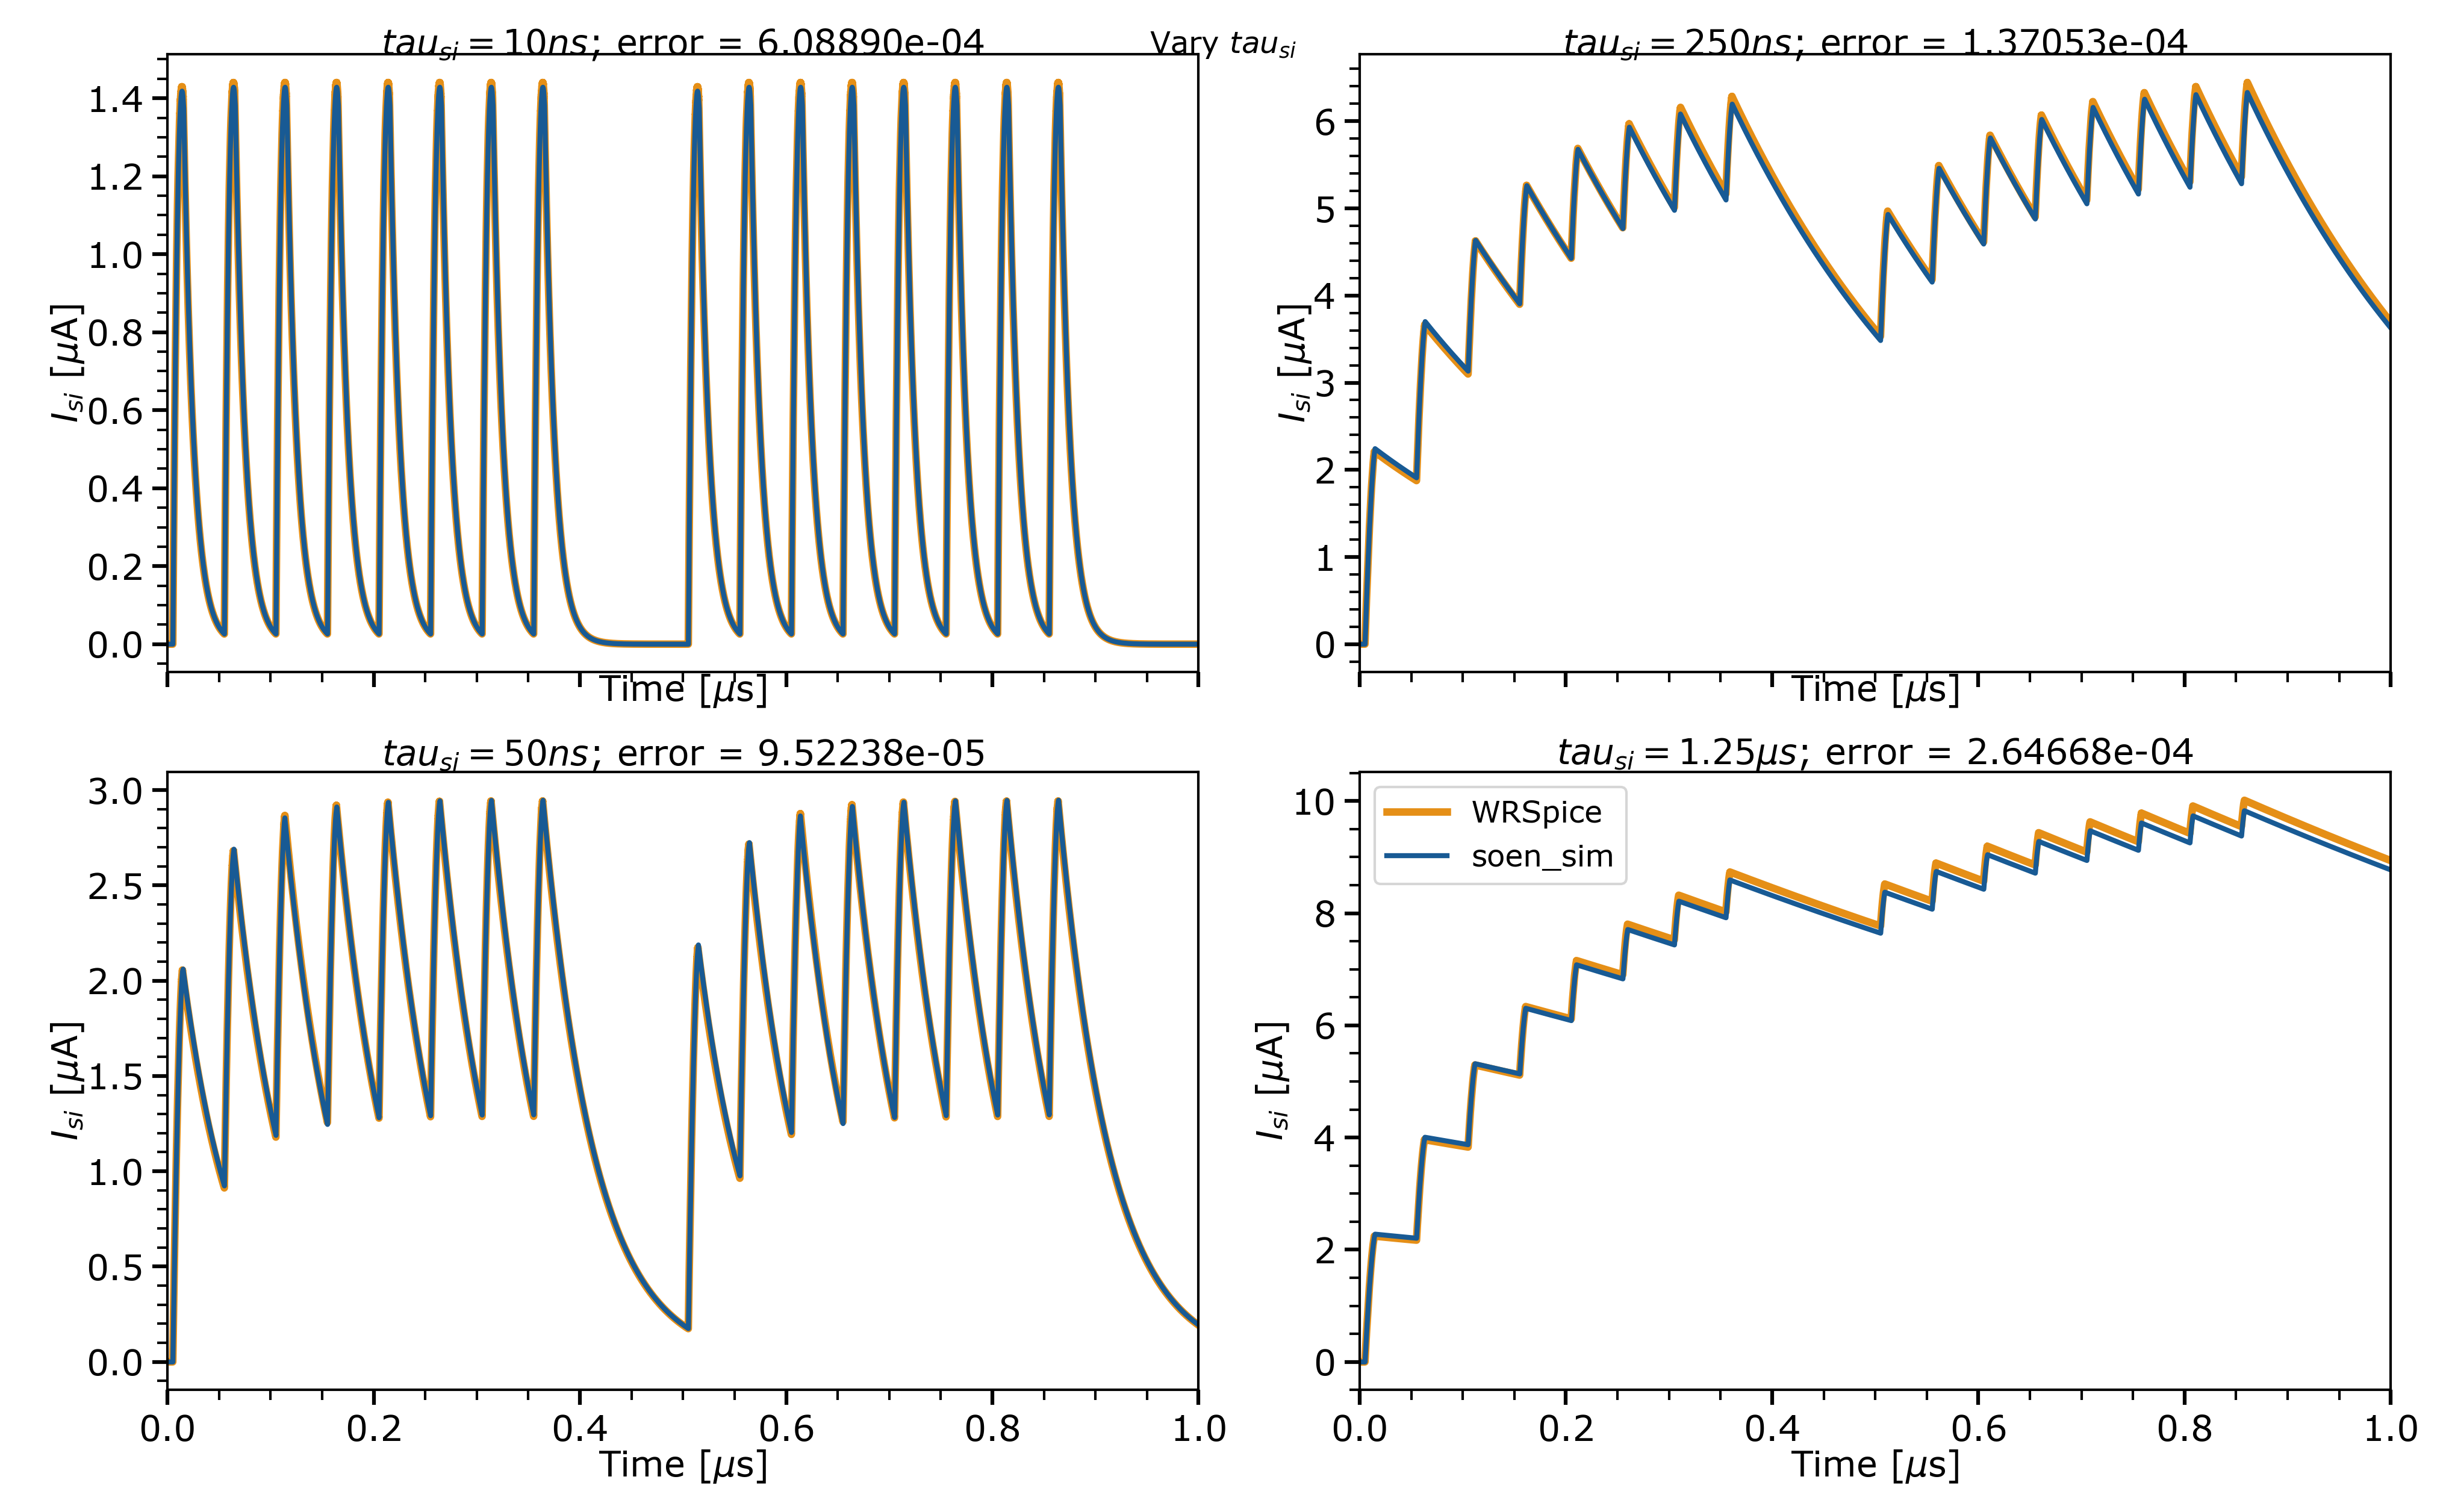 Vary tau_si
tau_si = 10ns; error = 6.08890e-04
1.4
1.2
1.0
0.8
0.6
0.4
0.2
0.0
I_si [μA]
Time [μs]
tau_si = 250ns; error = 1.37053e-04
6
5
4
3
2
1
0
I_si [μA]
Time [μs]
tau_si = 50ns; error = 9.52238e-05
3.0
2.5
2.0
1.5
1.0
0.5
0.0
I_si [μA]
0.0 0.2 0.4 0.6 0.8 1.0
Time [μs]
tau_si = 1.25μs; error = 2.64668e-04
WRSpice
soen_sim
10
8
6
4
2
0
I_si [μA]
0.0 0.2 0.4 0.6 0.8 1.0
Time [μs]